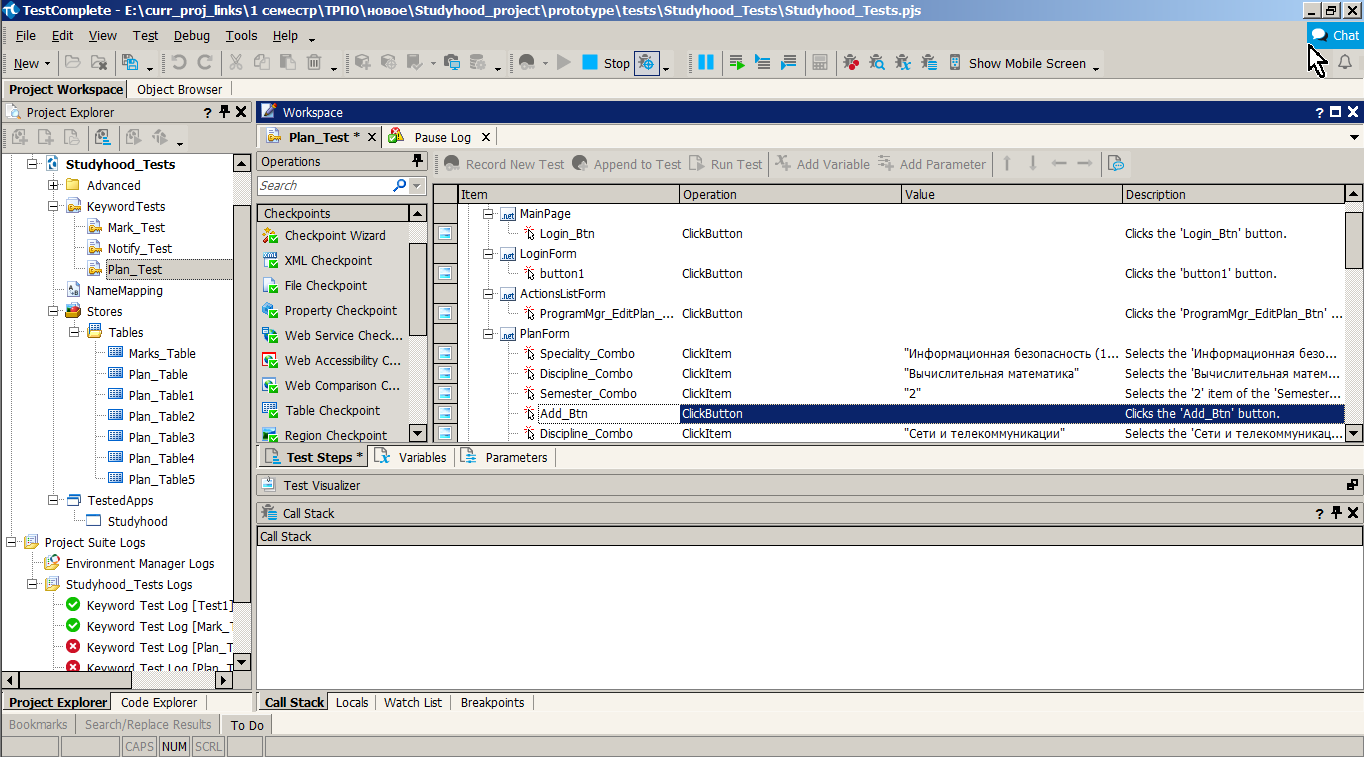 TestComplete - E:\curr_proj_links\1 семестр\ТРПО\новое\Studyhood_project\prototype\tests\Studyhood_Tests\Studyhood_Tests.pjs
File Edit View Test Debug Tools Help
Chat
New Stop Show Mobile Screen
Project Workspace Object Browser
Project Explorer
Studyhood_Tests
Advanced
KeywordTests
Mark_Test
Notify_Test
Plan_Test
NameMapping
Stores
Tables
Marks_Table
Plan_Table
Plan_Table1
Plan_Table2
Plan_Table3
Plan_Table4
Plan_Table5
TestedApps
Studyhood
Project Suite Logs
Environment Manager Logs
Studyhood_Tests Logs
Keyword Test Log [Test1]
Keyword Test Log [Mark_T
Keyword Test Log [Plan_T
Keyword Test Log [Plan_T
Project Explorer Code Explorer
Workspace
Plan_Test * Pause Log
Operations
Search
Checkpoints
Checkpoint Wizard
XML Checkpoint
File Checkpoint
Property Checkpoint
Web Service Check...
Web Accessibility C...
Web Comparison C...
Table Checkpoint
Region Checkpoint
Record New Test Append to Test Run Test Add Variable Add Parameter
Item Operation Value Description
.net MainPage
Login_Btn ClickButton Clicks the 'Login_Btn' button.
.net LoginForm
button1 ClickButton Clicks the 'button1' button.
.net ActionsListForm
ProgramMgr_EditPlan_... ClickButton Clicks the 'ProgramMgr_EditPlan_Btn' ...
.net PlanForm
Speciality_Combo ClickItem "Информационная безопасность (1... Selects the 'Информационная безо...
Discipline_Combo ClickItem "Вычислительная математика" Selects the 'Вычислительная матем...
Semester_Combo ClickItem "2" Selects the '2' item of the 'Semester...
Add_Btn ClickButton Clicks the 'Add_Btn' button.
Discipline_Combo ClickItem "Сети и телекоммуникации" Selects the 'Сети и телекоммуникац...
Test Steps * Variables Parameters
Test Visualizer
Call Stack
Call Stack
Call Stack Locals Watch List Breakpoints
Bookmarks Search/Replace Results To Do
CAPS NUM SCRL